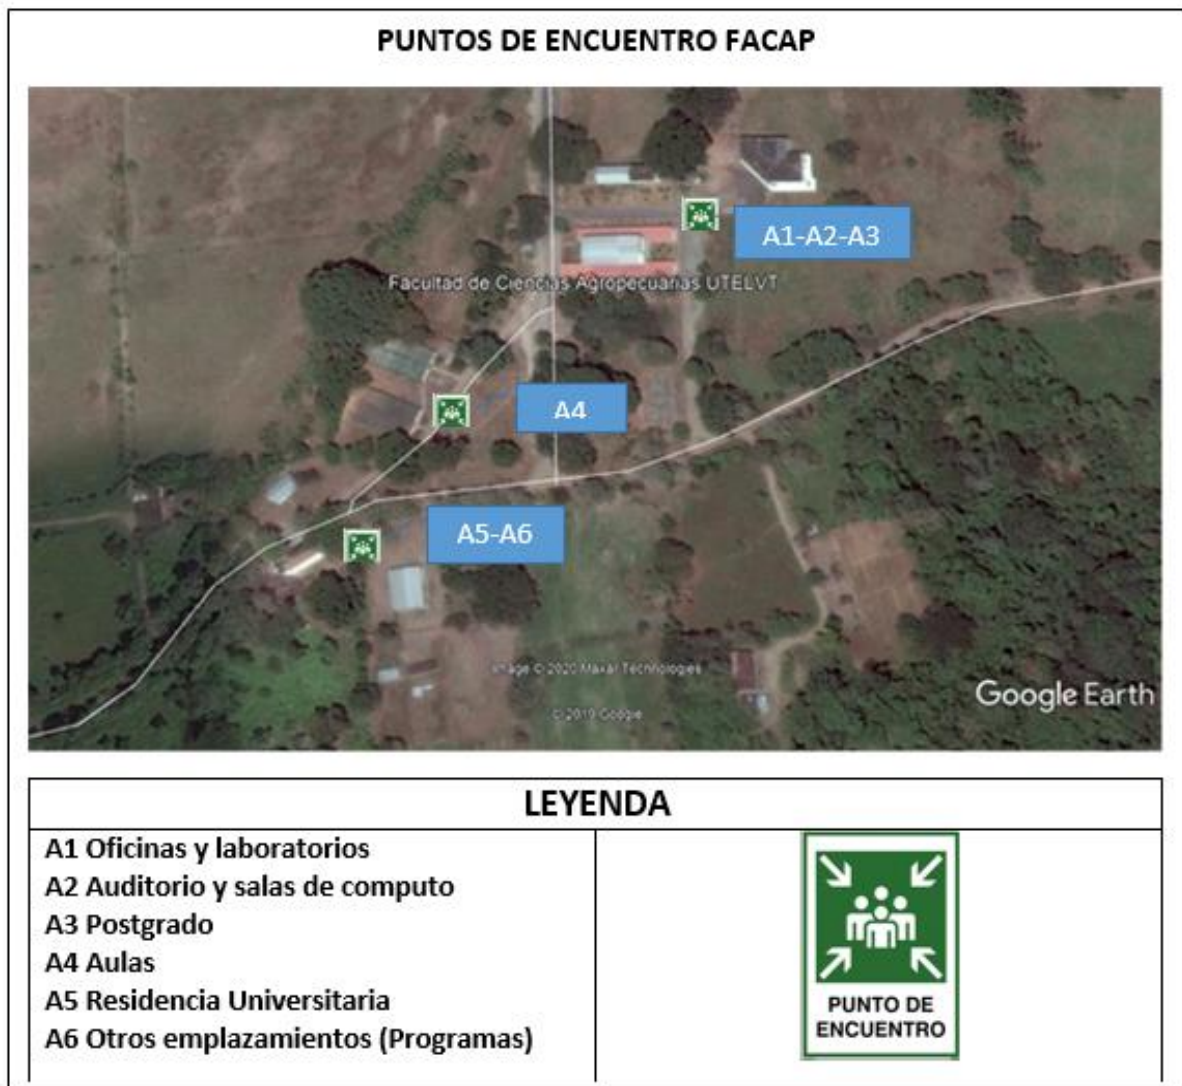 PUNTOS DE ENCUENTRO FACAP
A1-A2-A3
Facultad de Ciencias Agropecuarias UTELVT
A4
A5-A6
Image © 2020 Maxar Technologies
Google Earth
© 2019 Google
LEYENDA
A1 Oficinas y laboratorios
A2 Auditorio y salas de computo
A3 Postgrado
A4 Aulas
A5 Residencia Universitaria
A6 Otros emplazamientos (Programas)
PUNTO DE
ENCUENTRO